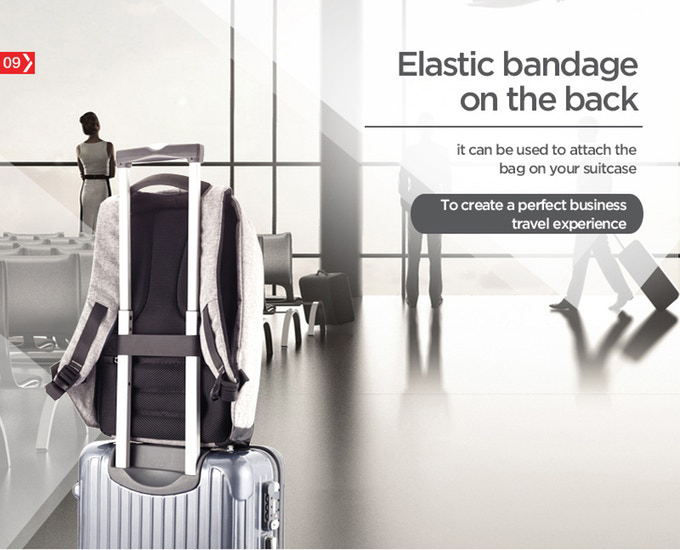 09
Elastic bandage
on the back
it can be used to attach the
bag on your suitcase
To create a perfect business
travel experience